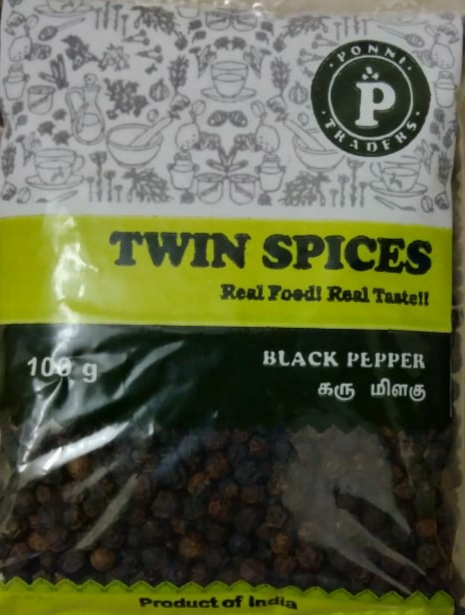 PONNI
P
TRADERS
TWIN SPICES
Real Food! Real Taste!!
100 g
BLACK PEPPER
கரு மிளகு
Product of India